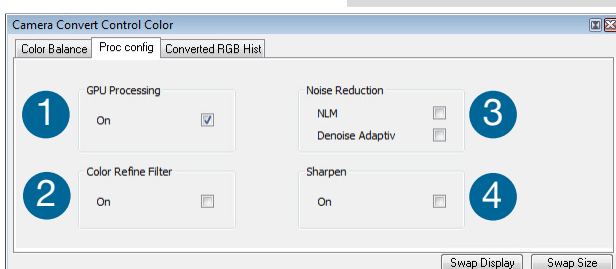 Camera Convert Control Color
Color Balance Proc config Converted RGB Hist
1 GPU Processing
On
Noise Reduction 3
NLM
Denoise Adaptiv
2 Color Refine Filter
On
Sharpen 4
On
Swap Display Swap Size